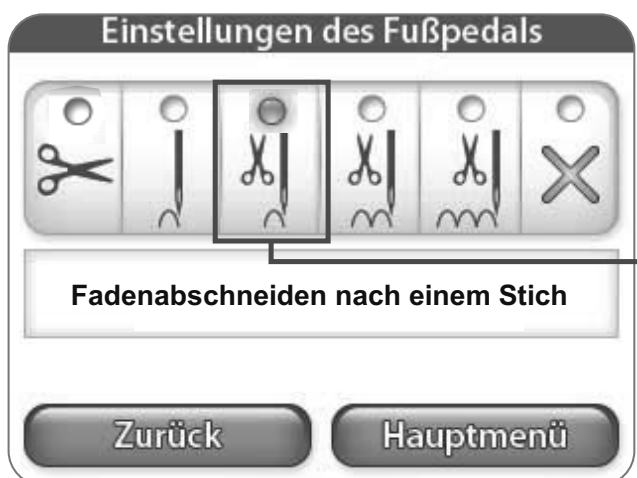 Einstellungen des Fußpedals
Fadenabschneiden nach einem Stich
Zurück
Hauptmenü